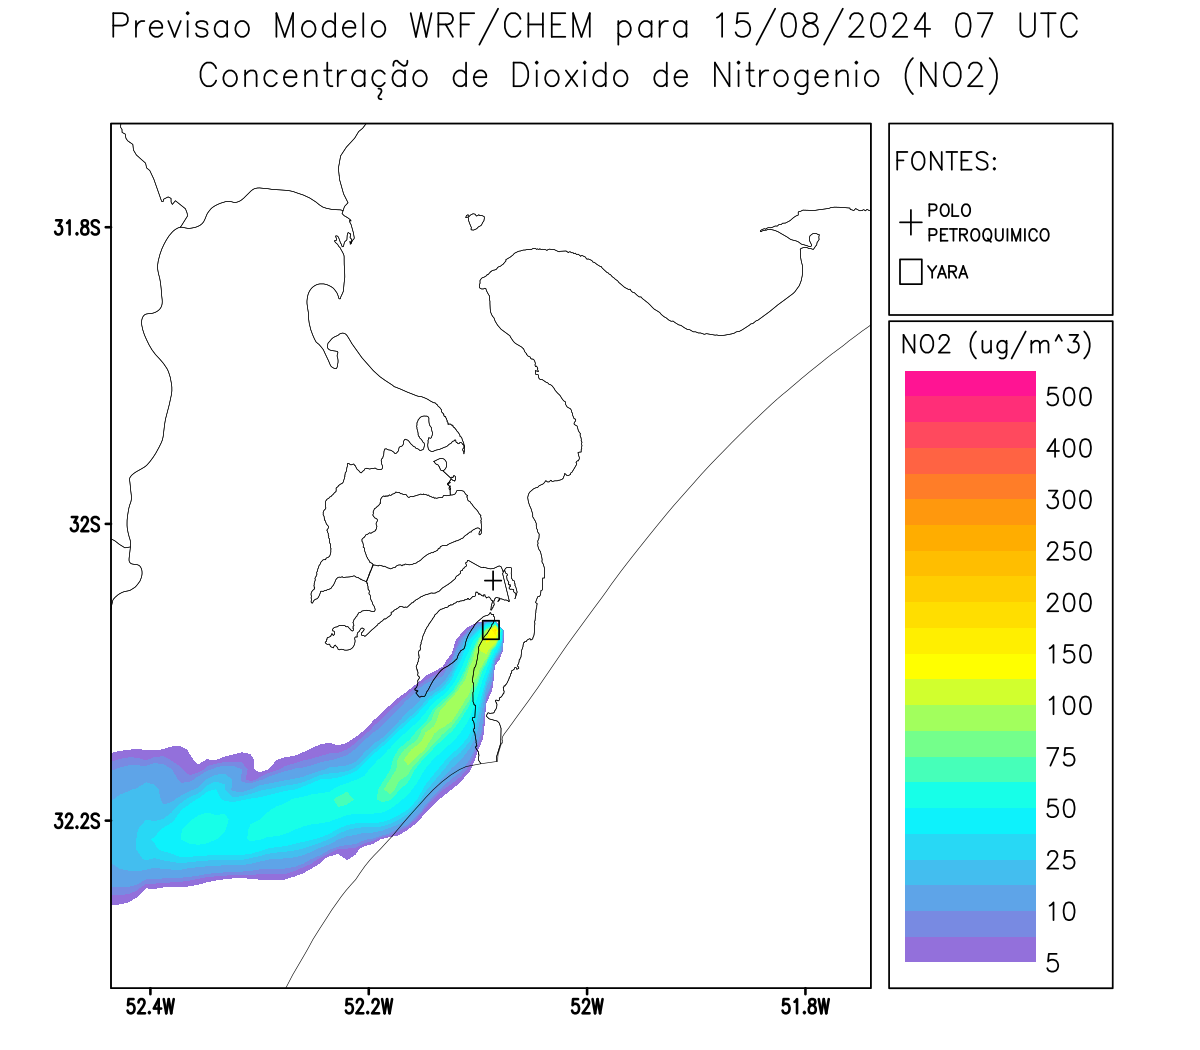 Previsao Modelo WRF/CHEM para 15/08/2024 07 UTC
Concentração de Dioxido de Nitrogenio (NO2)
FONTES:
POLO
PETROQUIMICO
YARA
31.8S
32S
32.2S
52.4W
52.2W
52W
51.8W
NO2 (ug/m^3)
500
400
300
250
200
150
100
75
50
25
10
5